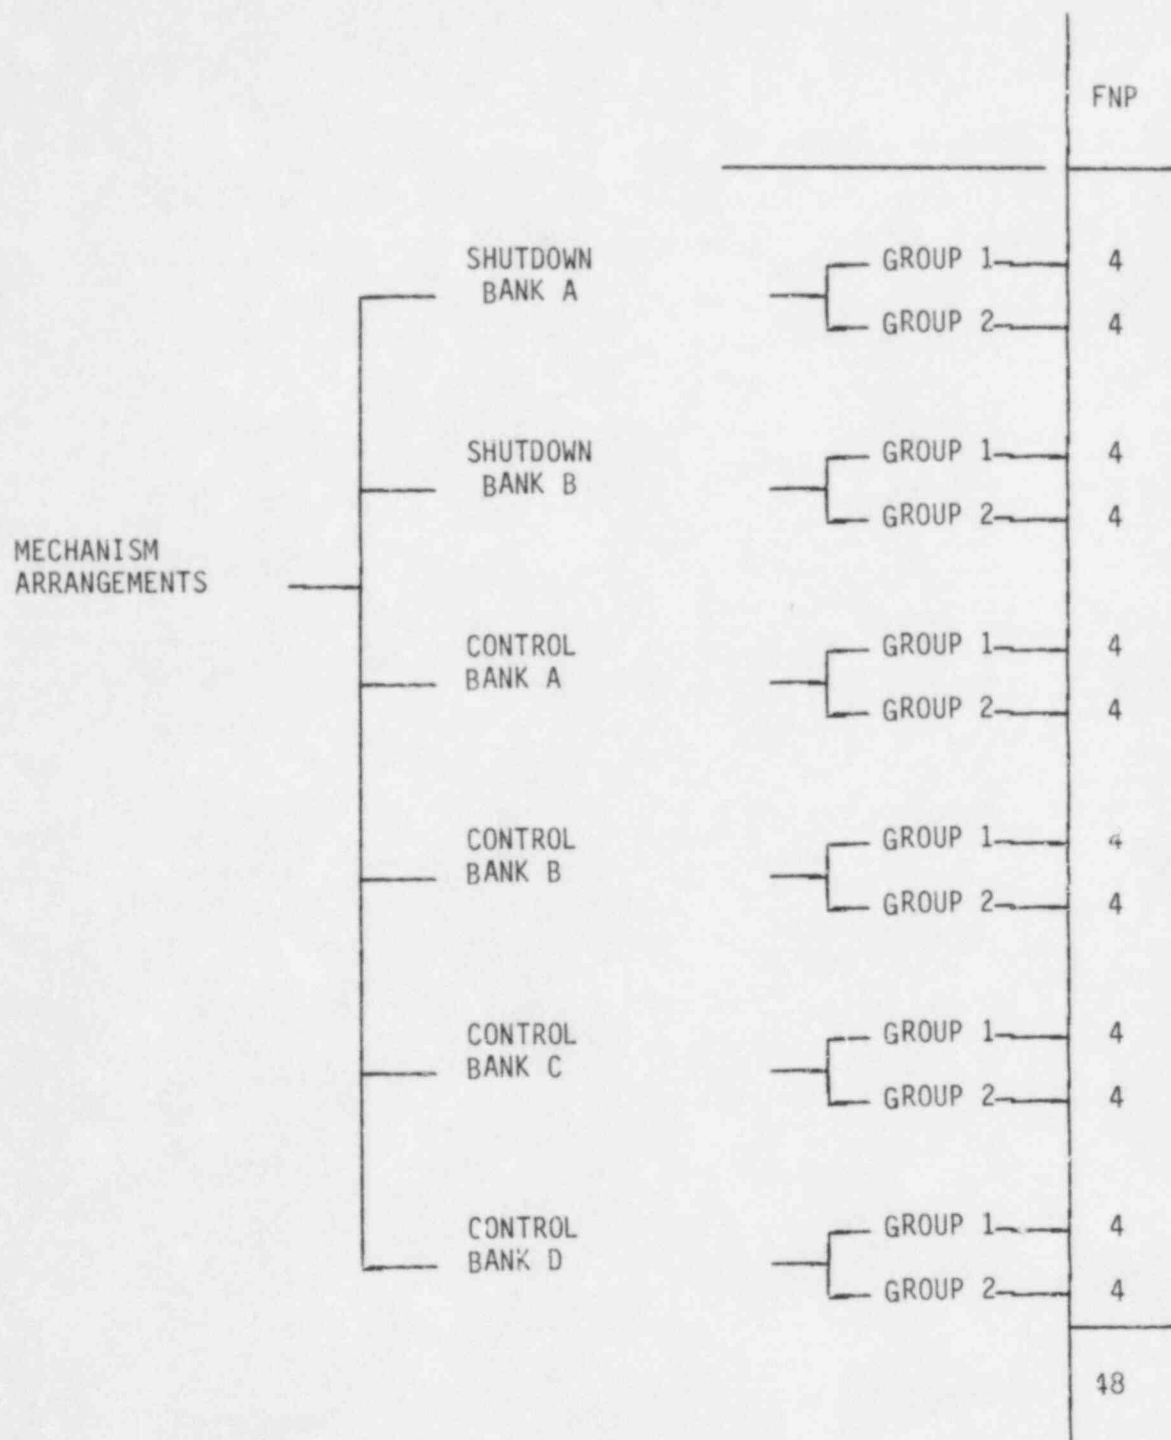 FNP
SHUTDOWN
BANK A
GROUP 1 4
GROUP 2 4
SHUTDOWN
BANK B
GROUP 1 4
GROUP 2 4
MECHANISM
ARRANGEMENTS
CONTROL
BANK A
GROUP 1 4
GROUP 2 4
CONTROL
BANK B
GROUP 1 4
GROUP 2 4
CONTROL
BANK C
GROUP 1 4
GROUP 2 4
CONTROL
BANK D
GROUP 1 4
GROUP 2 4
48